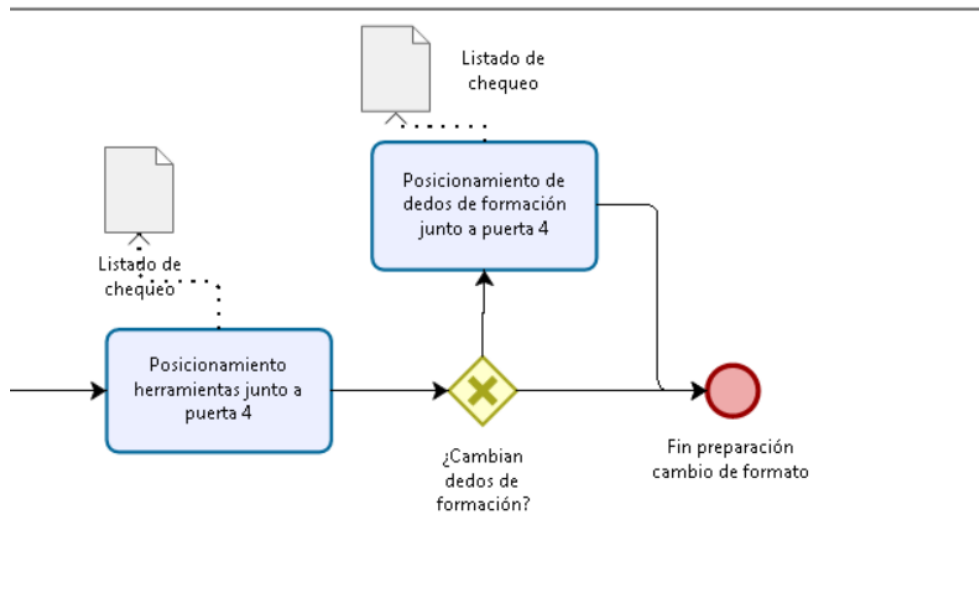 Listado de
chequeo
Posicionamiento de
dedos de formación
junto a puerta 4
Listado de
chequeo
Posicionamiento
herramientas junto a
puerta 4
¿Cambian
dedos de
formación?
Fin preparación
cambio de formato